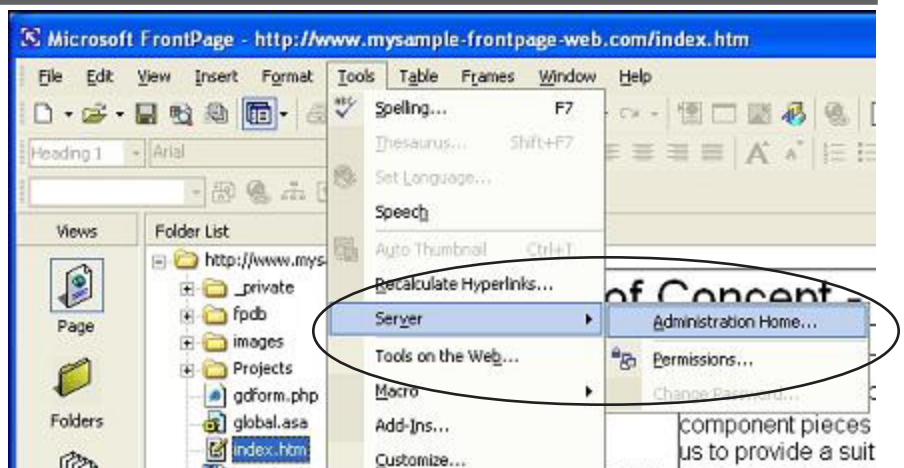 Microsoft FrontPage - http://www.mysample-frontpage-web.com/index.htm
File Edit View Insert Format Tools Table Frames Window Help
Heading 1 Arial
Views
Page
Folders
Folder List
http://www.mys
_private
fpdb
images
Projects
gdform.php
global.asa
index.htm
Spelling... F7
Thesaurus... Shift+F7
Set Language...
Speech
Auto Thumbnail Ctrl+T
Recalculate Hyperlinks...
Server
Tools on the Web...
Macro
Add-Ins...
Customize...
Administration Home...
Permissions...
Change Password...
of Concept -
component pieces
us to provide a suit